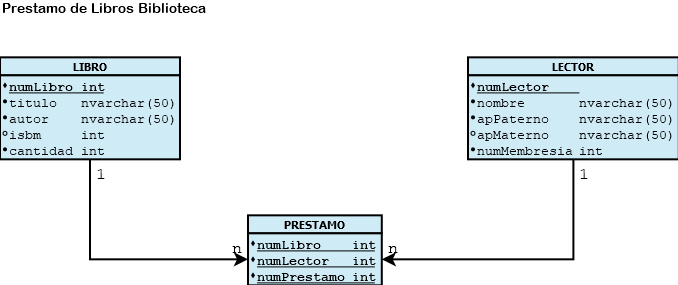 Prestamo de Libros Biblioteca
LIBRO
numLibro int
titulo nvarchar(50)
autor nvarchar(50)
isbm int
cantidad int
LECTOR
numLector
nombre nvarchar(50)
apPaterno nvarchar(50)
apMaterno nvarchar(50)
numMembresia int
1
1
PRESTAMO
n
n
numLibro int
numLector int
numPrestamo int